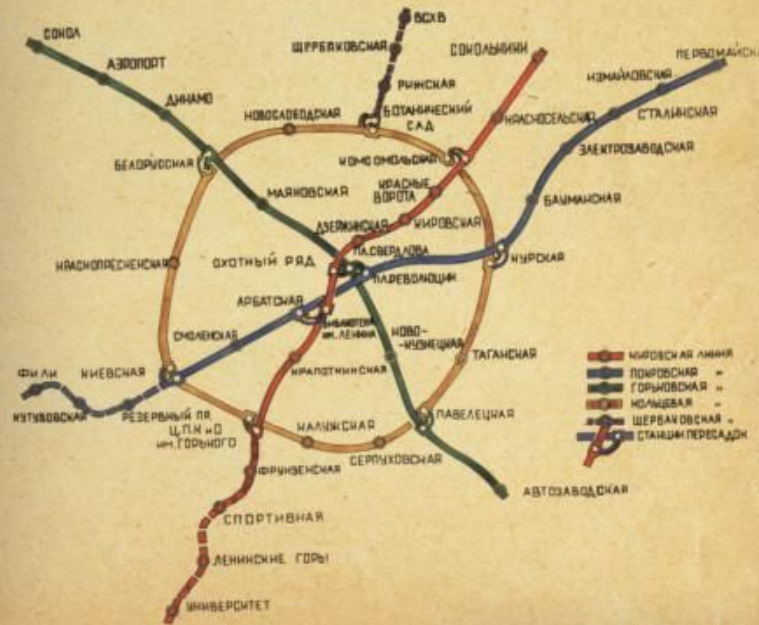 ВСХВ
СОКОЛ
ЩЕРБАКОВСКАЯ
СОКОЛЬНИКИ
АЭРОПОРТ
ПЕРВОМАЙСК
РИЖСКАЯ
ИЗМАЙЛОВСКАЯ
ДИНАМО
НОВОСЛОБОДСКАЯ
БОТАНИЧЕСКИЙ
САД
КРАСНОСЕЛЬСКАЯ
СТАЛИНСКАЯ
БЕЛОРУССКАЯ
КОМСОМОЛЬСКАЯ
ЭЛЕКТРОЗАВОДСКАЯ
МАЯКОВСКАЯ
КРАСНЫЕ
ВОРОТА
БАУМАНСКАЯ
ДЗЕРЖИНСКАЯ
КИРОВСКАЯ
КРАСНОПРЕСНЕНСКАЯ
ОХОТНЫЙ РЯД
ПЛ.СВЕРДЛОВА
КУРСКАЯ
ПЛ.РЕВОЛЮЦИИ
АРБАТСКАЯ
БИБЛИОТЕКА
ИМ.ЛЕНИНА
СМОЛЕНСКАЯ
НОВО-
-КУЗНЕЦКАЯ
ТАГАНСКАЯ
КРАПОТКИНСКАЯ
ФИЛИ
КИЕВСКАЯ
КУТУЗОВСКАЯ
РЕЗЕРВНЫЙ ПР.
Ц.П.К и О
им. ГОРЬКОГО
КАЛУЖСКАЯ
СЕРПУХОВСКАЯ
ПАВЕЛЕЦКАЯ
ФРУНЗЕНСКАЯ
АВТОЗАВОДСКАЯ
СПОРТИВНАЯ
ЛЕНИНСКИЕ ГОРЫ
УНИВЕРСИТЕТ
КИРОВСКАЯ ЛИНИЯ
ПОКРОВСКАЯ "
ГОРЬКОВСКАЯ "
КОЛЬЦЕВАЯ "
ЩЕРБАКОВСКАЯ "
СТАНЦИИ ПЕРЕСАДОК